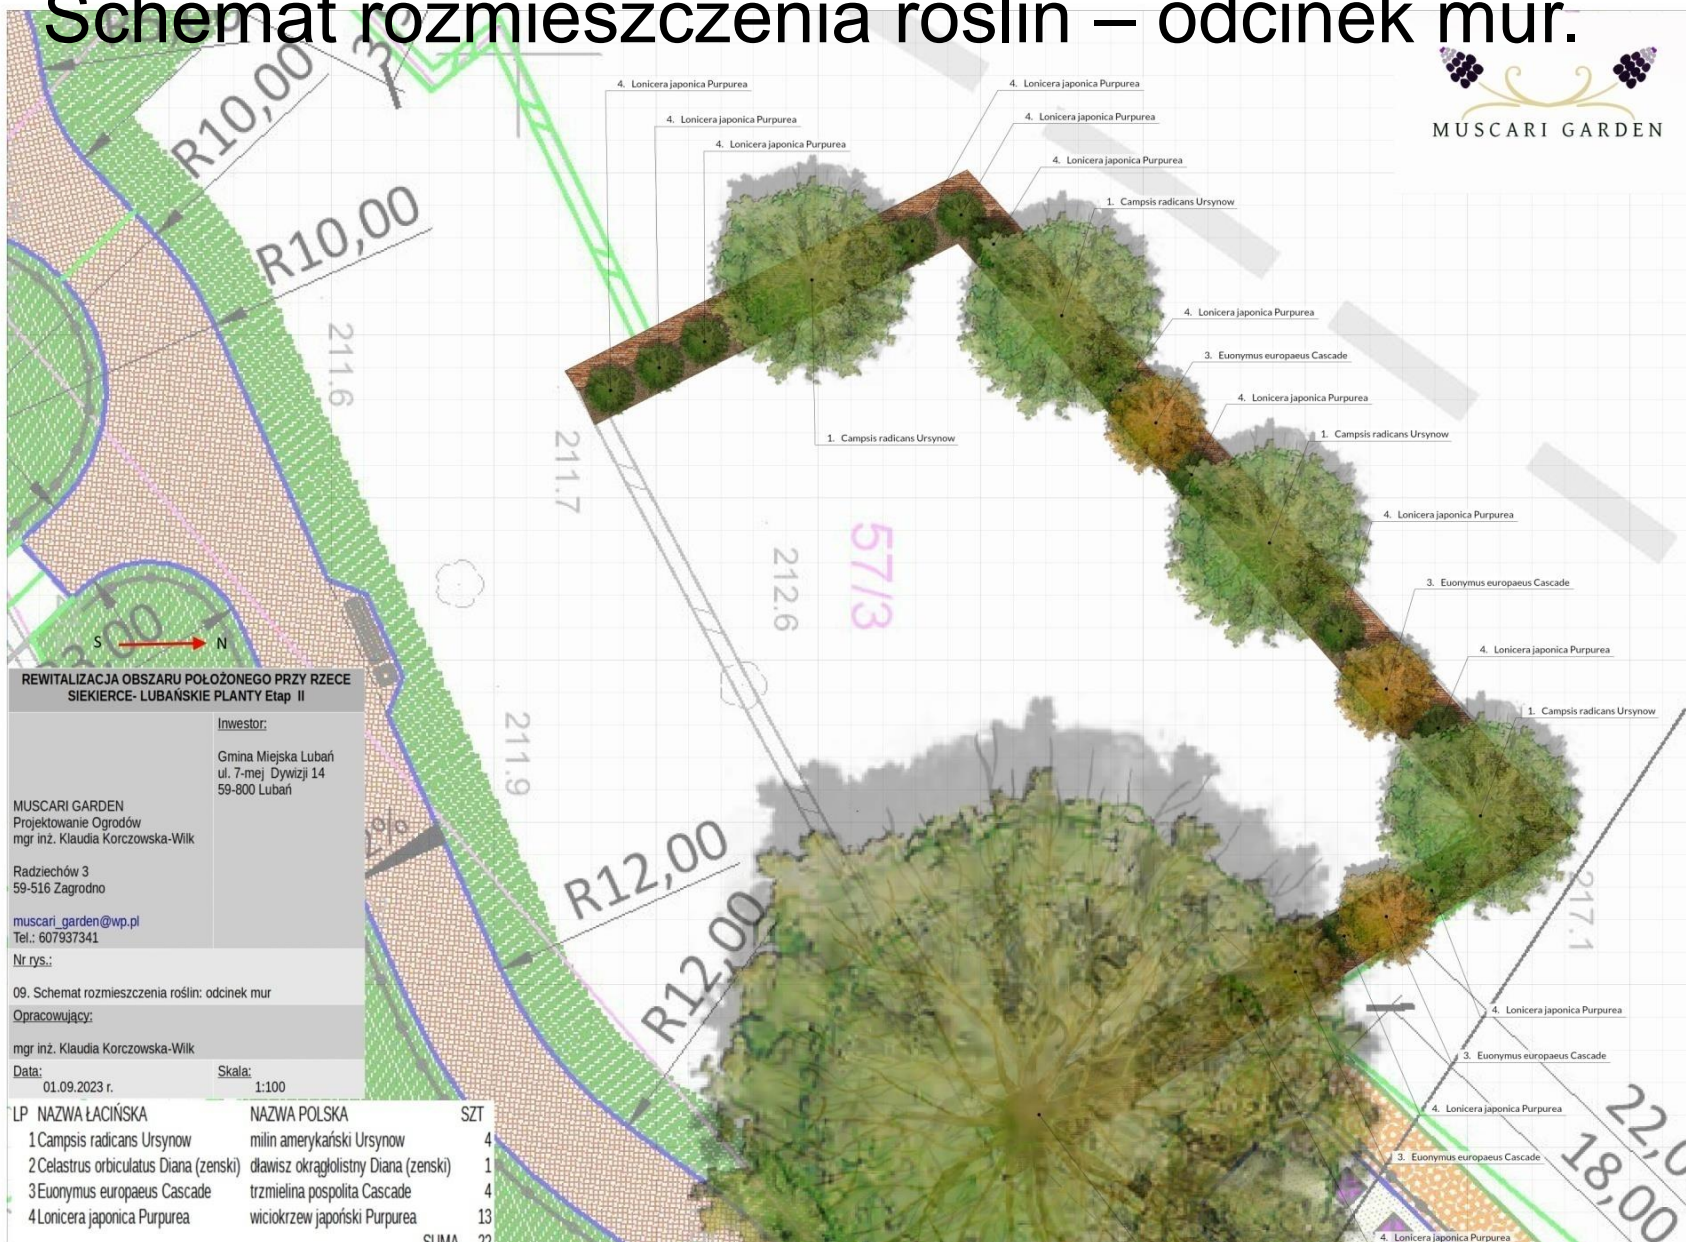 Schemat rozmieszczenia roślin – odcinek mur.
MUSCARI GARDEN
R10,00
R10,00
211.6
211.7
212.6
57/3
211.9
R12,00
R12,00
217.1
22,0
18,00
2%
3,00
S N
4. Lonicera japonica Purpurea
4. Lonicera japonica Purpurea
4. Lonicera japonica Purpurea
4. Lonicera japonica Purpurea
4. Lonicera japonica Purpurea
4. Lonicera japonica Purpurea
1. Campsis radicans Ursynow
4. Lonicera japonica Purpurea
3. Euonymus europaeus Cascade
4. Lonicera japonica Purpurea
1. Campsis radicans Ursynow
1. Campsis radicans Ursynow
4. Lonicera japonica Purpurea
3. Euonymus europaeus Cascade
4. Lonicera japonica Purpurea
1. Campsis radicans Ursynow
4. Lonicera japonica Purpurea
3. Euonymus europaeus Cascade
4. Lonicera japonica Purpurea
3. Euonymus europaeus Cascade
4. Lonicera japonica Purpurea
REWITALIZACJA OBSZARU POŁOŻONEGO PRZY RZECE
SIEKIERCE- LUBAŃSKIE PLANTY Etap II
Inwestor:
Gmina Miejska Lubań
ul. 7-mej Dywizji 14
59-800 Lubań
MUSCARI GARDEN
Projektowanie Ogrodów
mgr inż. Klaudia Korczowska-Wilk
Radziechów 3
59-516 Zagrodno
muscari_garden@wp.pl
Tel.: 607937341
Nr rys.:
09. Schemat rozmieszczenia roślin: odcinek mur
Opracowujący:
mgr inż. Klaudia Korczowska-Wilk
Data: Skala:
01.09.2023 r. 1:100
LP NAZWA ŁACIŃSKA NAZWA POLSKA SZT
1 Campsis radicans Ursynow milin amerykański Ursynow 4
2 Celastrus orbiculatus Diana (zenski) dławisz okrągłolistny Diana (zenski) 1
3 Euonymus europaeus Cascade trzmielina pospolita Cascade 4
4 Lonicera japonica Purpurea wiciokrzew japoński Purpurea 13
SUMA 22